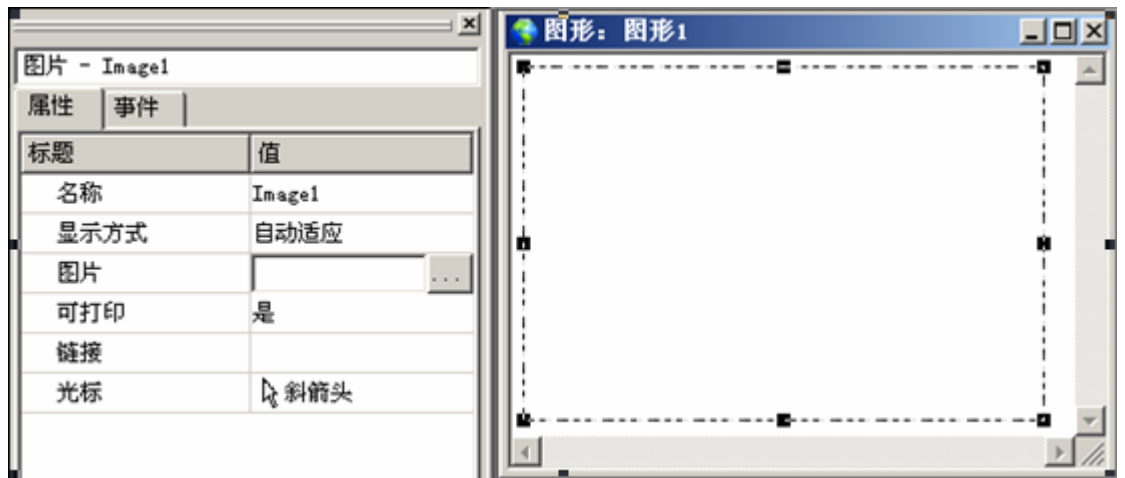 图片 - Image1
属性 事件
标题 值
名称 Image1
显示方式 自动适应
图片 ...
可打印 是
链接
光标 斜箭头
图形：图形1